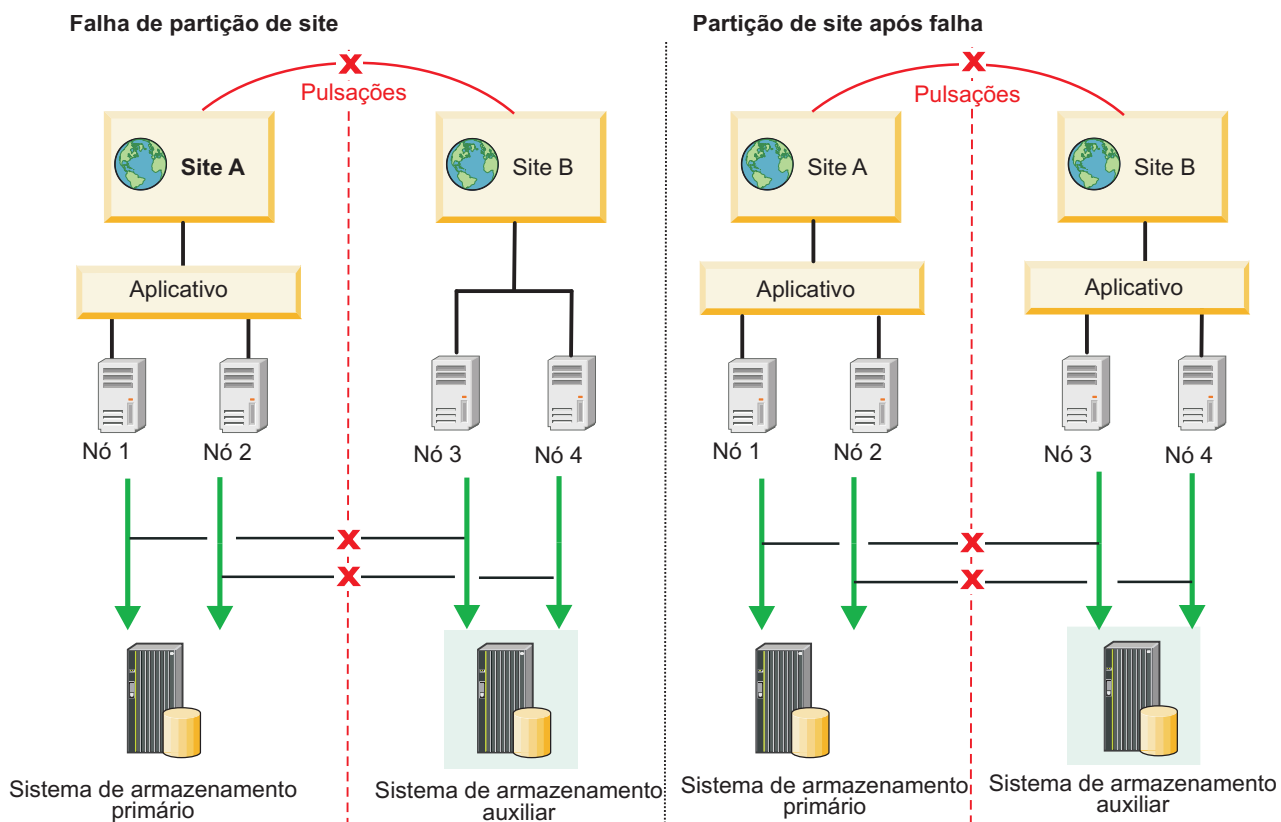 Falha de partição de site
Pulsações
Site A
Site B
Aplicativo
Nó 1
Nó 2
Nó 3
Nó 4
Sistema de armazenamento
primário
Sistema de armazenamento
auxiliar
Partição de site após falha
Pulsações
Site A
Site B
Aplicativo
Aplicativo
Nó 1
Nó 2
Nó 3
Nó 4
Sistema de armazenamento
primário
Sistema de armazenamento
auxiliar